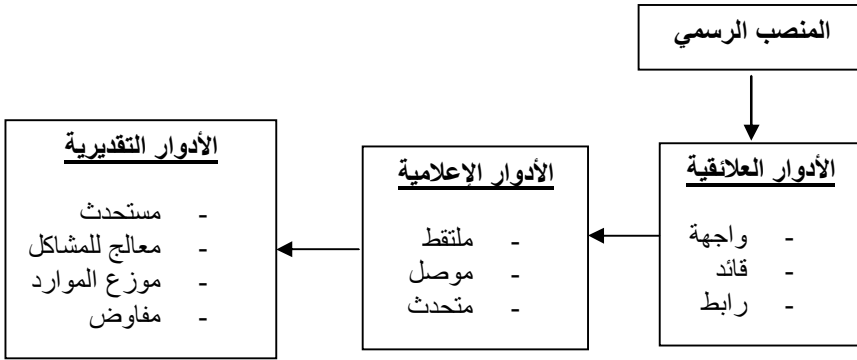 المنصب الرسمي
الأدوار العلائقية
- واجهة
- قائد
- رابط
الأدوار الإعلامية
- ملتقط
- موصل
- متحدث
الأدوار التقديرية
- مستحدث
- معالج للمشاكل
- موزع الموارد
- مفاوض